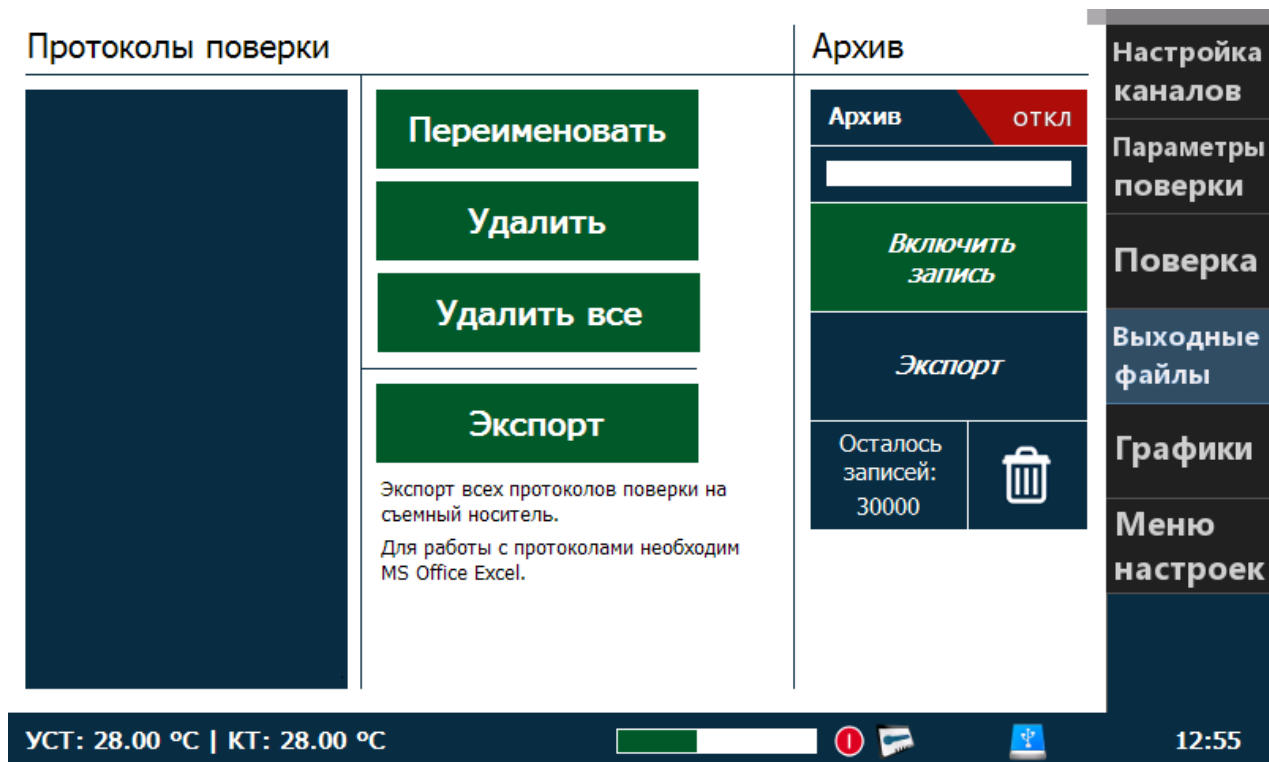 Протоколы поверки
Переименовать
Удалить
Удалить все
Экспорт
Экспорт всех протоколов поверки на
съемный носитель.
Для работы с протоколами необходим
MS Office Excel.
Архив
Архив ОТКЛ
Включить
запись
Экспорт
Осталось
записей:
30000
Настройка
каналов
Параметры
поверки
Поверка
Выходные
файлы
Графики
Меню
настроек
УСТ: 28.00 ºC | КТ: 28.00 ºC
12:55